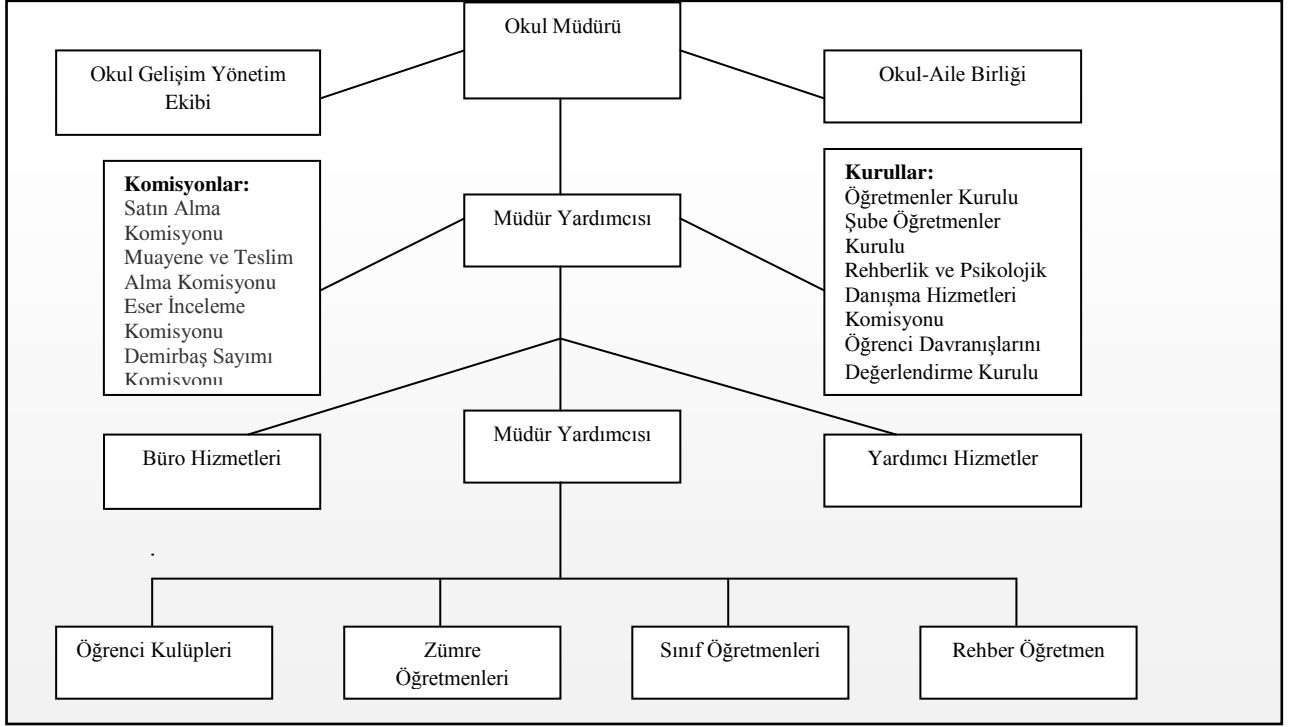 Okul Müdürü
Okul Gelişim Yönetim
Ekibi
Okul-Aile Birliği
Komisyonlar:
Satın Alma
Komisyonu
Muayene ve Teslim
Alma Komisyonu
Eser İnceleme
Komisyonu
Demirbaş Sayımı
Komisyonu
Müdür Yardımcısı
Kurullar:
Öğretmenler Kurulu
Şube Öğretmenler
Kurulu
Rehberlik ve Psikolojik
Danışma Hizmetleri
Komisyonu
Öğrenci Davranışlarını
Değerlendirme Kurulu
Büro Hizmetleri
Müdür Yardımcısı
Yardımcı Hizmetler
.
Öğrenci Kulüpleri
Zümre
Öğretmenleri
Sınıf Öğretmenleri
Rehber Öğretmen